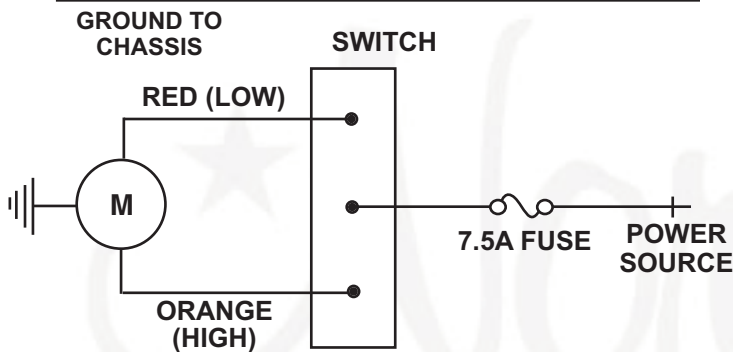 GROUND TO
CHASSIS
SWITCH
RED (LOW)
M
7.5A FUSE
POWER
SOURCE
ORANGE
(HIGH)